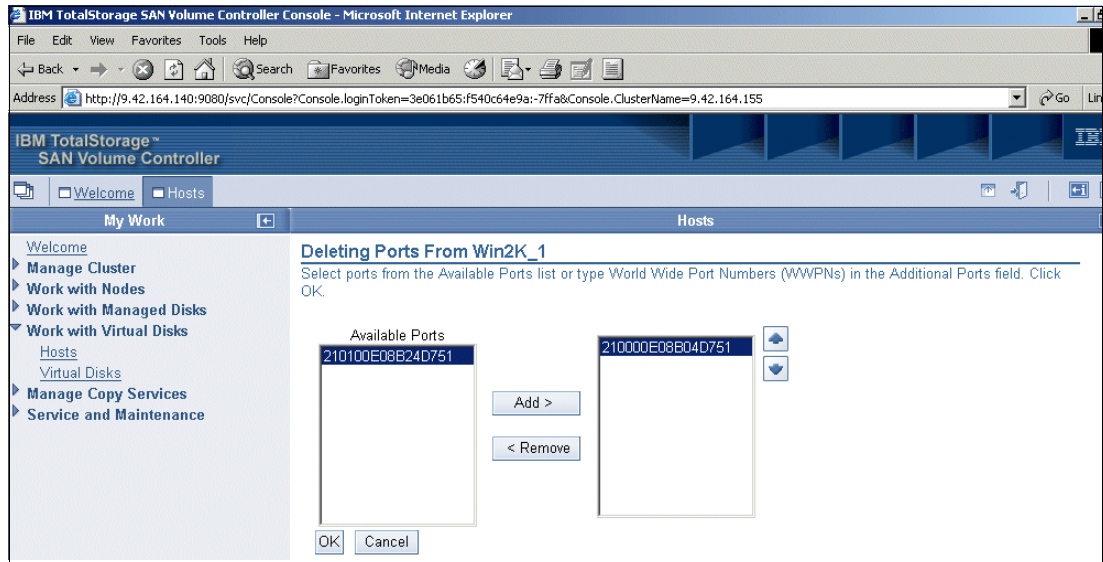 IBM TotalStorage SAN Volume Controller Console - Microsoft Internet Explorer
File Edit View Favorites Tools Help
Back Search Favorites Media
Address http://9.42.164.140:9080/svc/Console?Console.loginToken=3e061b65:f540c64e9a:-7ffa&Console.ClusterName=9.42.164.155 Go
IBM TotalStorage™
SAN Volume Controller
Welcome Hosts
My Work Hosts
Welcome
Manage Cluster
Work with Nodes
Work with Managed Disks
Work with Virtual Disks
Hosts
Virtual Disks
Manage Copy Services
Service and Maintenance
Deleting Ports From Win2K_1
Select ports from the Available Ports list or type World Wide Port Numbers (WWPNs) in the Additional Ports field. Click
OK.
Available Ports
210100E08B24D751
210000E08B04D751
Add >
< Remove
OK Cancel